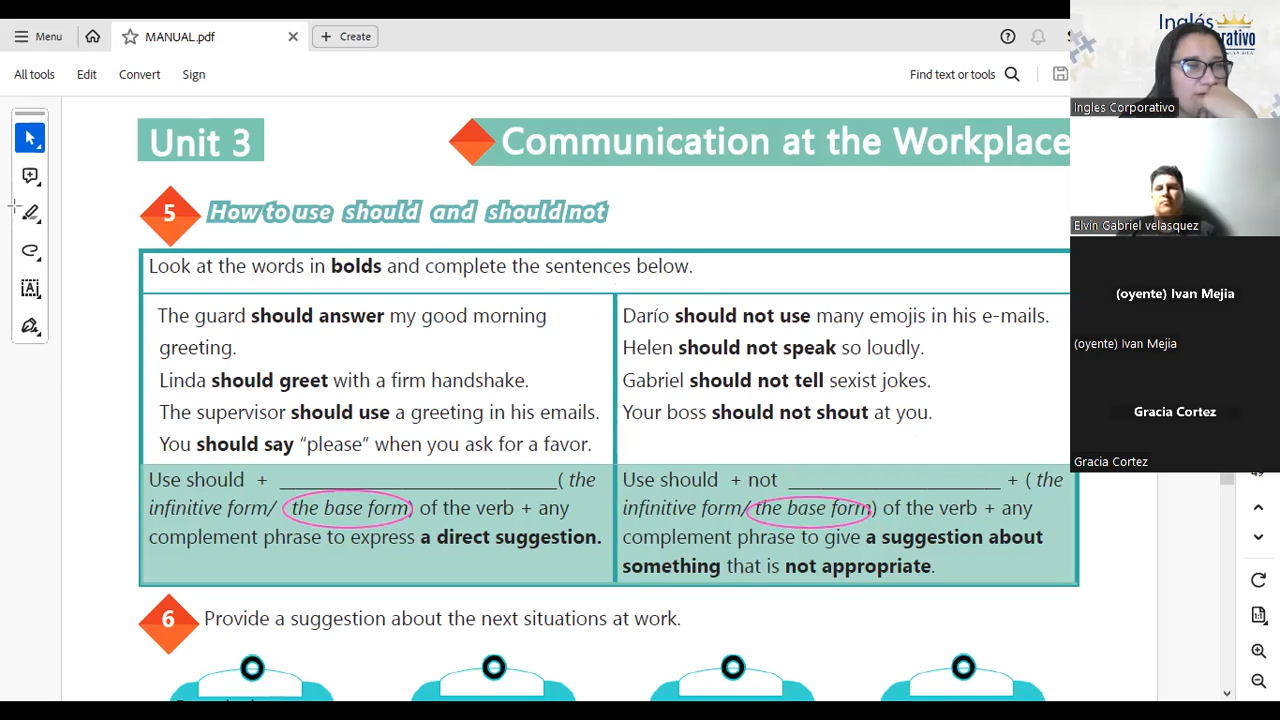 Menu
MANUAL.pdf
Create
All tools
Edit
Convert
Sign
Find text or tools
Unit 3
Communication at the Workplace
5
How to use should and should not
Look at the words in bolds and complete the sentences below.
The guard should answer my good morning
greeting.
Linda should greet with a firm handshake.
The supervisor should use a greeting in his emails.
You should say “please” when you ask for a favor.
Darío should not use many emojis in his e-mails.
Helen should not speak so loudly.
Gabriel should not tell sexist jokes.
Your boss should not shout at you.
Use should + __________________________ ( the
infinitive form/ the base form) of the verb + any
complement phrase to express a direct suggestion.
Use should + not ____________________ + ( the
infinitive form/ the base form) of the verb + any
complement phrase to give a suggestion about
something that is not appropriate.
6
Provide a suggestion about the next situations at work.
Inglés
Ingles Corporativo
Elvin Gabriel velasquez
(oyente) Ivan Mejia
(oyente) Ivan Mejia
Gracia Cortez
Gracia Cortez